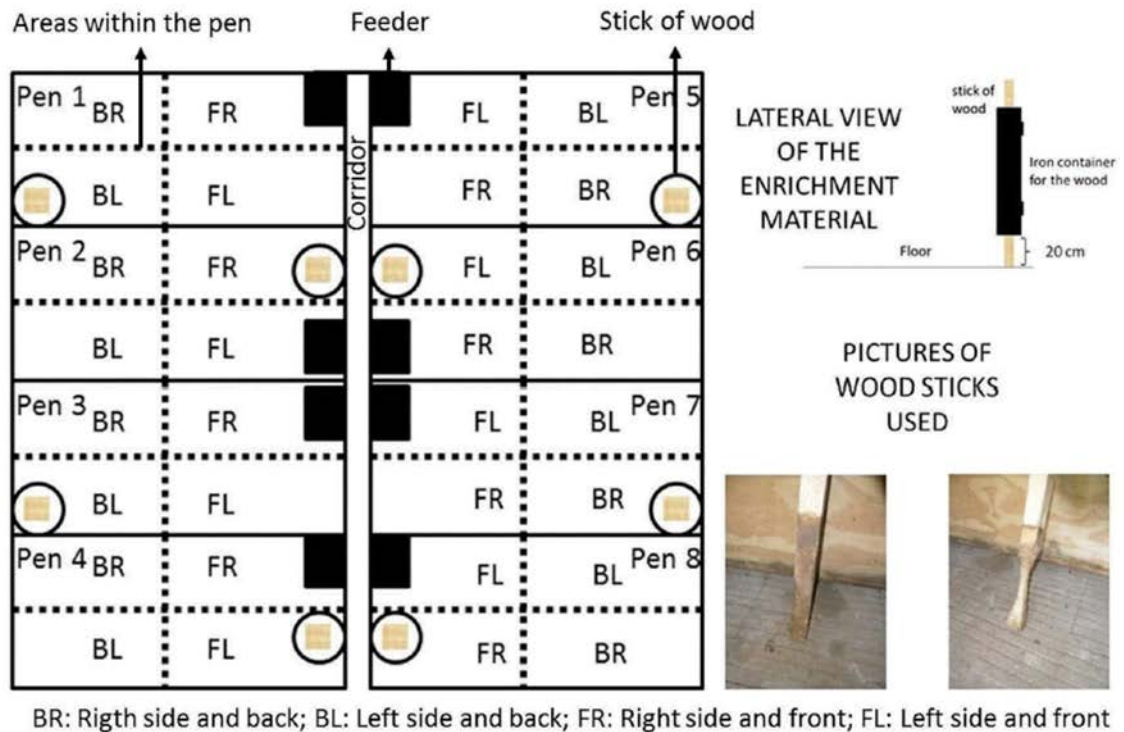 Areas within the pen Feeder Stick of wood
Pen 1 BR FR FL BL Pen 5
BL FL FR BR
Pen 2 BR FR FL BL Pen 6
BL FL FR BR
Pen 3 BR FR FL BL Pen 7
BL FL FR BR
Pen 4 BR FR FL BL Pen 8
BL FL FR BR
Corridor
LATERAL VIEW
OF THE
ENRICHMENT
MATERIAL
stick of
wood
Iron container
for the wood
Floor 20 cm
PICTURES OF
WOOD STICKS
USED
BR: Rigth side and back; BL: Left side and back; FR: Right side and front; FL: Left side and front